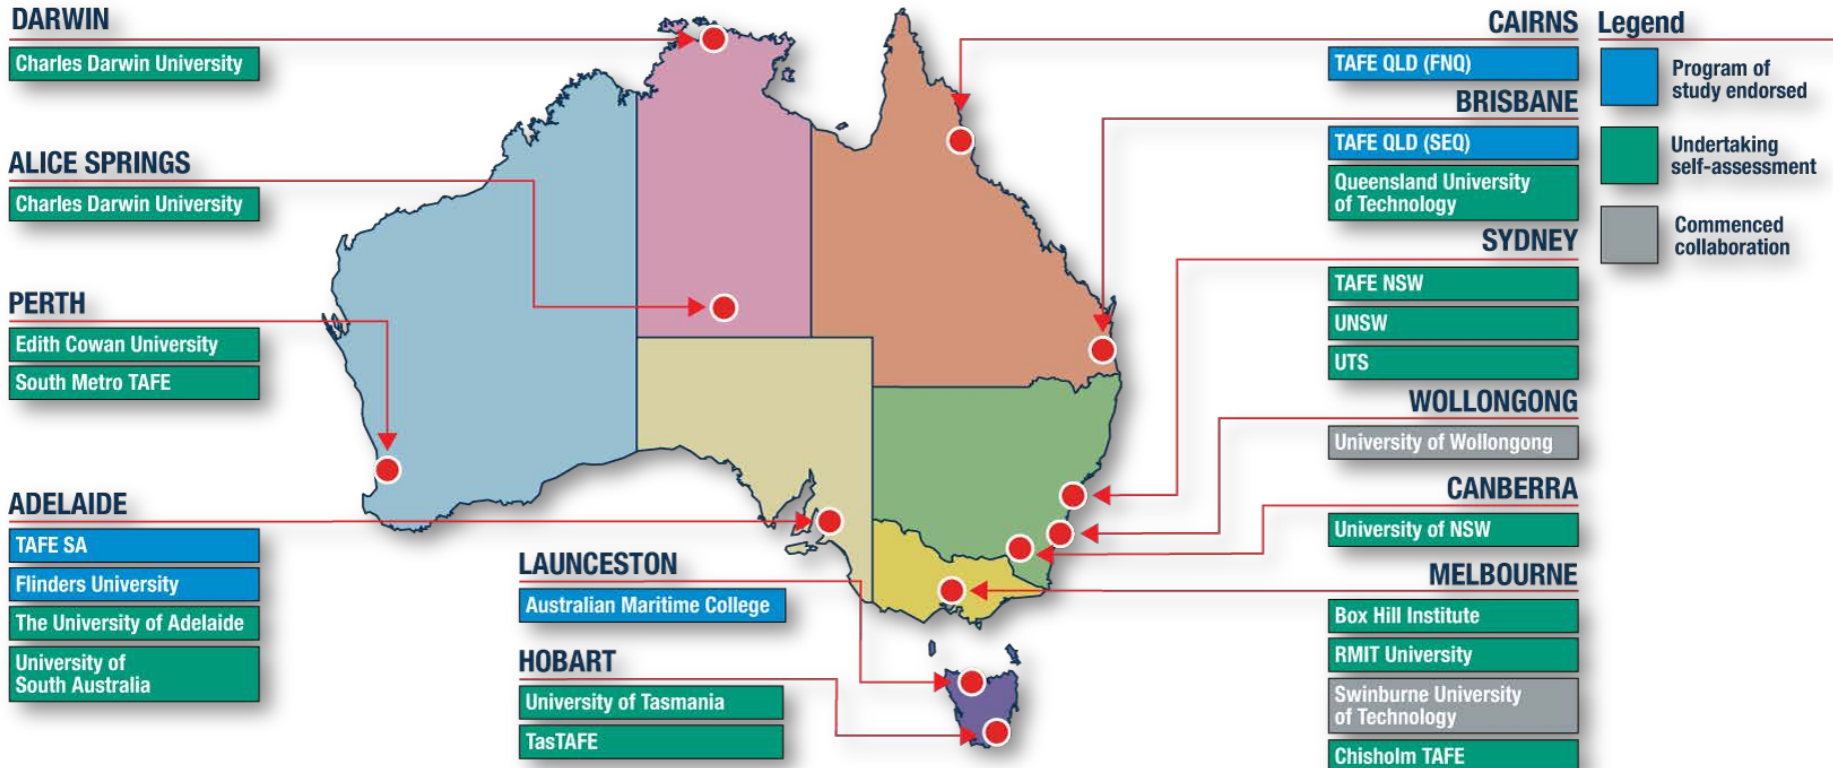 DARWIN
Charles Darwin University
ALICE SPRINGS
Charles Darwin University
PERTH
Edith Cowan University
South Metro TAFE
ADELAIDE
TAFE SA
Flinders University
The University of Adelaide
University of
South Australia
LAUNCESTON
Australian Maritime College
HOBART
University of Tasmania
TasTAFE
CAIRNS
TAFE QLD (FNQ)
BRISBANE
TAFE QLD (SEQ)
Queensland University
of Technology
SYDNEY
TAFE NSW
UNSW
UTS
WOLLONGONG
University of Wollongong
CANBERRA
University of NSW
MELBOURNE
Box Hill Institute
RMIT University
Swinburne University
of Technology
Chisholm TAFE
Legend
Program of
study endorsed
Undertaking
self-assessment
Commenced
collaboration